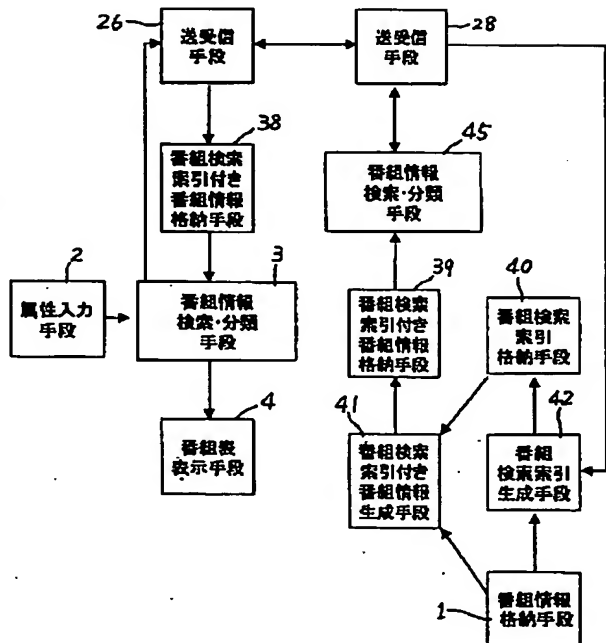 26
送受信
手段
28
送受信
手段
38
番組検索
索引付き
番組情報
格納手段
45
番組情報
検索・分類
手段
2
属性入力
手段
3
番組情報
検索・分類
手段
39
番組検索
索引付き
番組情報
格納手段
40
番組検索
索引
格納手段
4
番組表
表示手段
41
番組検索
索引付き
番組情報
生成手段
42
番組
検索索引
生成手段
1
番組情報
格納手段